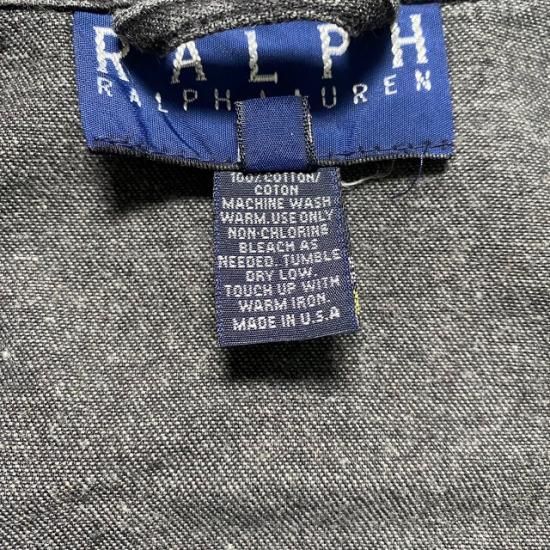 RALPH
RALPH LAUREN
100% COTTON/
COTON
MACHINE WASH
WARM. USE ONLY
NON-CHLORINE
BLEACH AS
NEEDED. TUMBLE
DRY LOW.
TOUCH UP WITH
WARM IRON.
MADE IN U.S.A